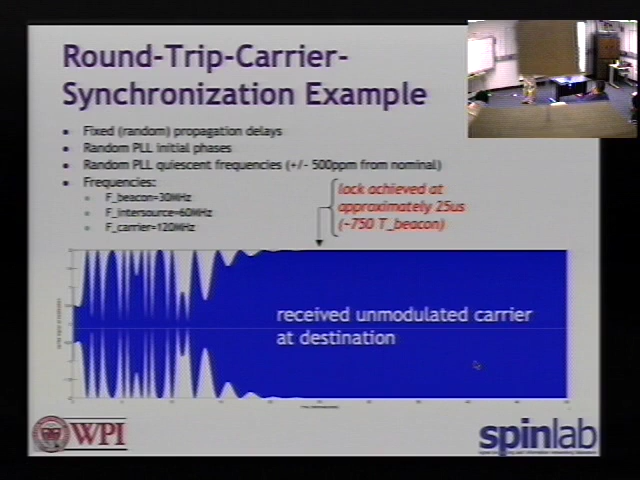 Round-Trip-Carrier-
Synchronization Example
Fixed (random) propagation delays
Random PLL initial phases
Random PLL quiescent frequencies (+/- 500ppm from nominal)
Frequencies:
F_beacon=30MHz
F_intersource=60MHz
F_carrier=120MHz
lock achieved at
approximately 25us
(~750 T_beacon)
received unmodulated carrier
at destination
WPI
spinlab